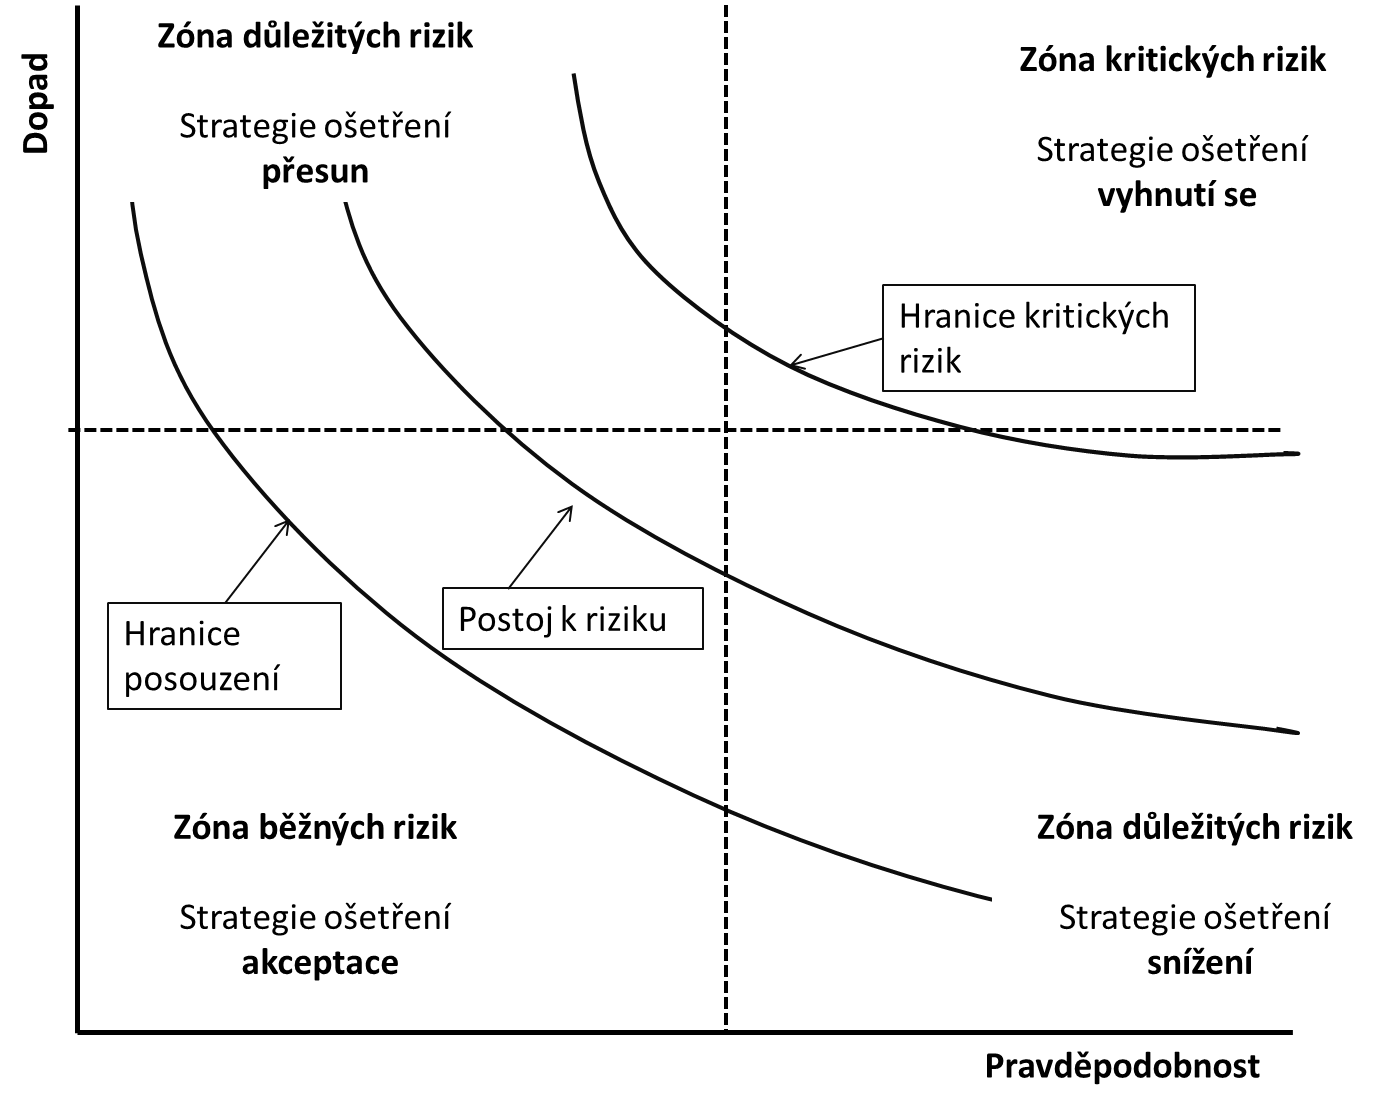 Dopad
Zóna důležitých rizik
Strategie ošetření
přesun
Zóna kritických rizik
Strategie ošetření
vyhnutí se
Hranice kritických
rizik
Postoj k riziku
Hranice
posouzení
Zóna běžných rizik
Strategie ošetření
akceptace
Zóna důležitých rizik
Strategie ošetření
snížení
Pravděpodobnost